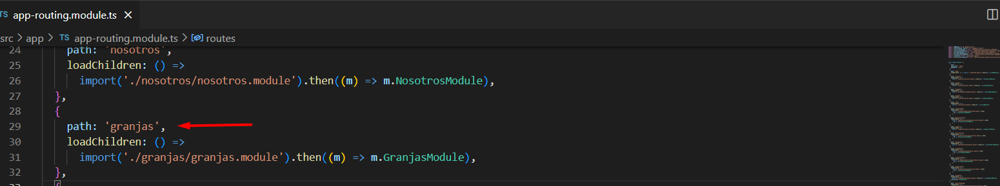 TS app-routing.module.ts ×
src > app > TS app-routing.module.ts > routes
24 path: 'nosotros',
25 loadChildren: () =>
26 import('./nosotros/nosotros.module').then((m) => m.NosotrosModule),
27 },
28 {
29 path: 'granjas',
30 loadChildren: () =>
31 import('./granjas/granjas.module').then((m) => m.GranjasModule),
32 },
33 {